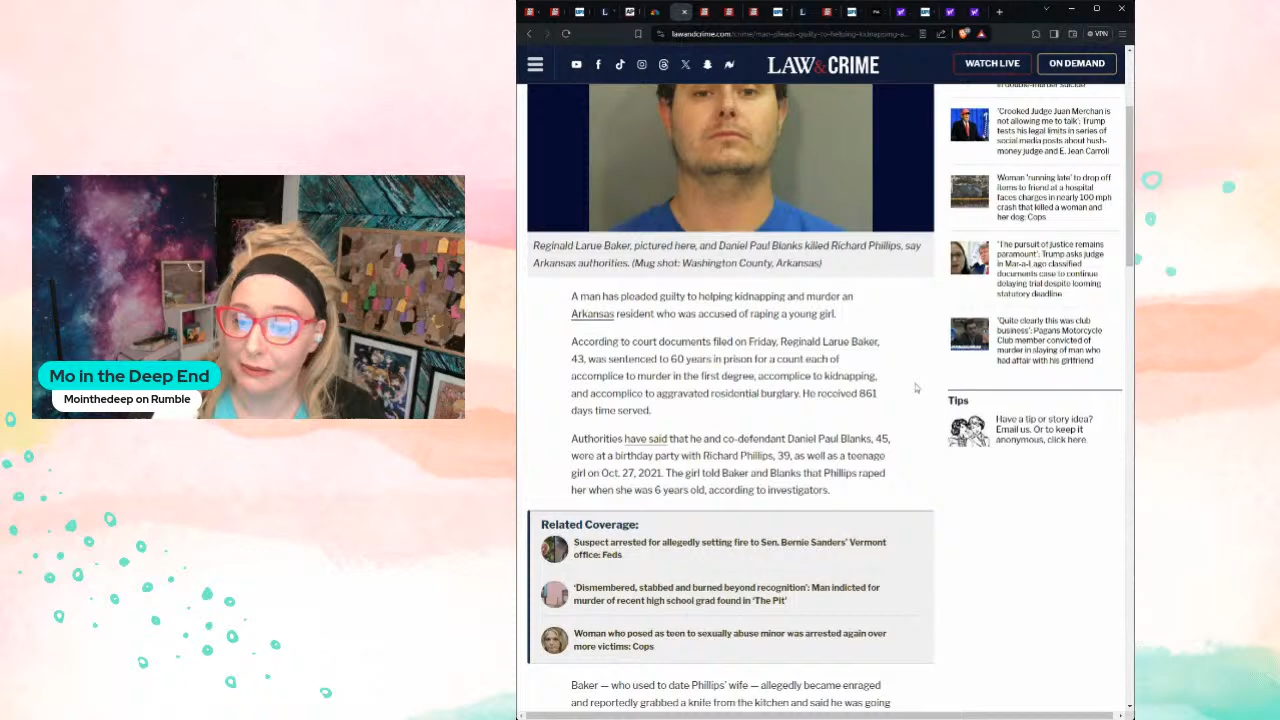 lawandcrime.com/crime/man-pleads-guilty-to-helping-kidnapping-a...
VPN
LAW&CRIME
WATCH LIVE
ON DEMAND
Reginald Larue Baker, pictured here, and Daniel Paul Blanks killed Richard Phillips, say
Arkansas authorities. (Mug shot: Washington County, Arkansas)
A man has pleaded guilty to helping kidnapping and murder an
Arkansas resident who was accused of raping a young girl.
According to court documents filed on Friday, Reginald Larue Baker,
43, was sentenced to 60 years in prison for a count each of
accomplice to murder in the first degree, accomplice to kidnapping,
and accomplice to aggravated residential burglary. He received 861
days time served.
Authorities have said that he and co-defendant Daniel Paul Blanks, 45,
were at a birthday party with Richard Phillips, 39, as well as a teenage
girl on Oct. 27, 2021. The girl told Baker and Blanks that Phillips raped
her when she was 6 years old, according to investigators.
Related Coverage:
Suspect arrested for allegedly setting fire to Sen. Bernie Sanders' Vermont
office: Feds
'Dismembered, stabbed and burned beyond recognition': Man indicted for
murder of recent high school grad found in 'The Pit'
Woman who posed as teen to sexually abuse minor was arrested again over
more victims: Cops
Baker — who used to date Phillips' wife — allegedly became enraged
and reportedly grabbed a knife from the kitchen and said he was going
in double-murder suicide
'Crooked Judge Juan Merchan is
not allowing me to talk': Trump
tests his legal limits in series of
social media posts about hush-
money judge and E. Jean Carroll
Woman 'running late' to drop off
items to friend at a hospital
faces charges in nearly 100 mph
crash that killed a woman and
her dog: Cops
'The pursuit of justice remains
paramount': Trump asks judge
in Mar-a-Lago classified
documents case to continue
delaying trial despite looming
statutory deadline
'Quite clearly this was club
business': Pagans Motorcycle
Club member convicted of
murder in slaying of man who
had affair with his girlfriend
Tips
Have a tip or story idea?
Email us. Or to keep it
anonymous, click here.
Mo in the Deep End
Mointhedeep on Rumble